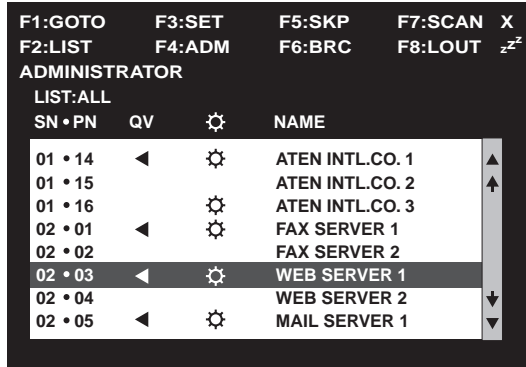 F1:GOTO F3:SET F5:SKP F7:SCAN X
F2:LIST F4:ADM F6:BRC F8:LOUT zZZ
ADMINISTRATOR
LIST:ALL
SN•PN QV NAME
01•14 ATEN INTL.CO. 1
01•15 ATEN INTL.CO. 2
01•16 ATEN INTL.CO. 3
02•01 FAX SERVER 1
02•02 FAX SERVER 2
02•03 WEB SERVER 1
02•04 WEB SERVER 2
02•05 MAIL SERVER 1